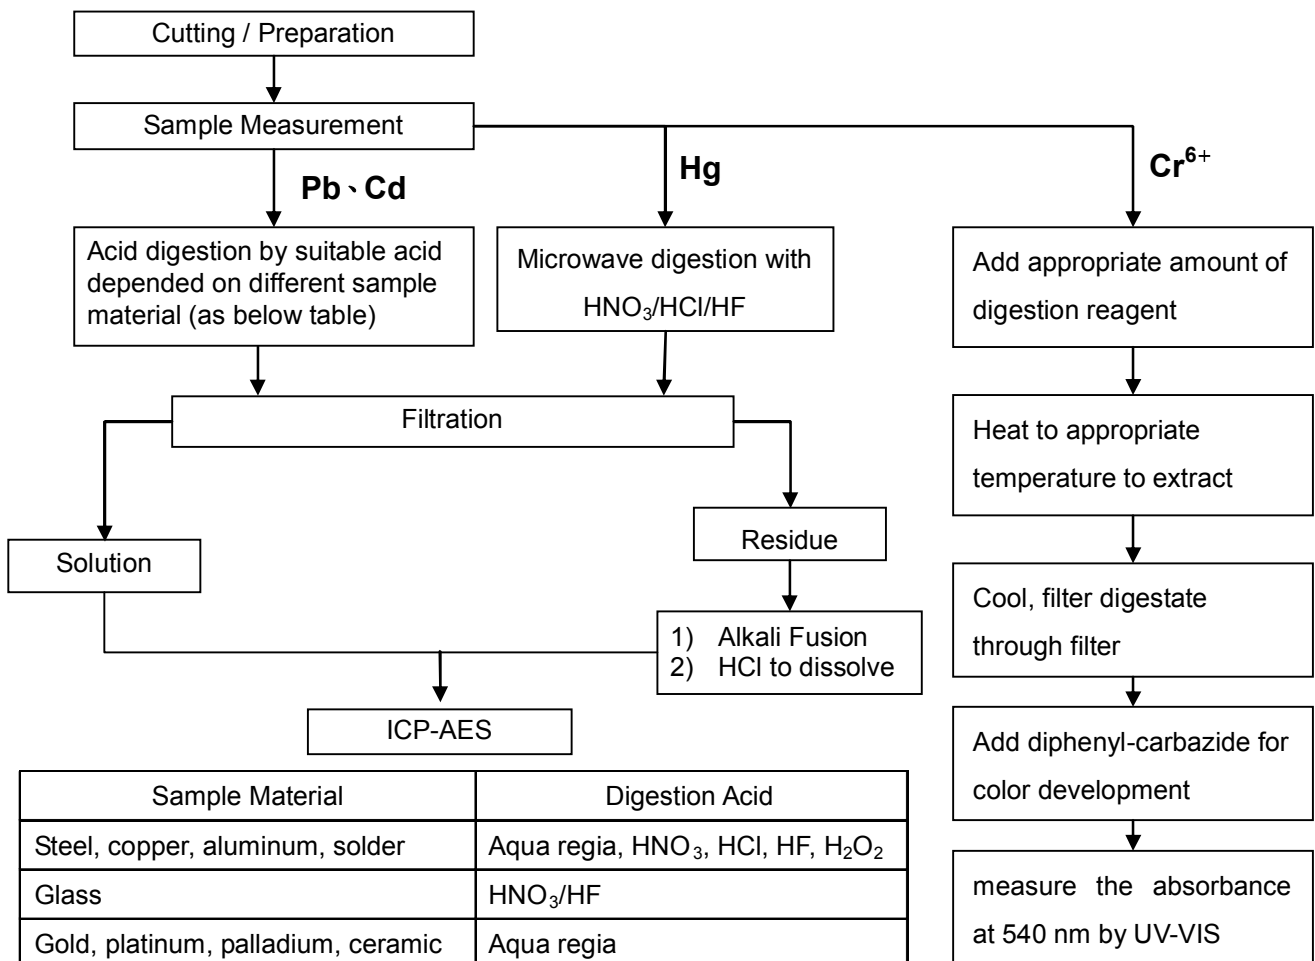 Cutting / Preparation
Sample Measurement
Pb、Cd
Hg
Cr⁶⁺
Acid digestion by suitable acid
depended on different sample
material (as below table)
Microwave digestion with
HNO₃/HCl/HF
Add appropriate amount of
digestion reagent
Filtration
Heat to appropriate
temperature to extract
Solution
Residue
1) Alkali Fusion
2) HCl to dissolve
Cool, filter digestate
through filter
ICP-AES
Add diphenyl-carbazide for
color development
measure the absorbance
at 540 nm by UV-VIS
Sample Material Digestion Acid
Steel, copper, aluminum, solder Aqua regia, HNO₃, HCl, HF, H₂O₂
Glass HNO₃/HF
Gold, platinum, palladium, ceramic Aqua regia